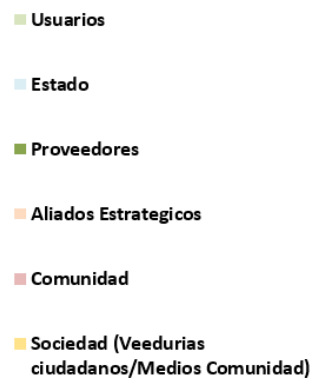 Usuarios
Estado
Proveedores
Aliados Estrategicos
Comunidad
Sociedad (Veedurias
ciudadanos/Medios Comunidad)